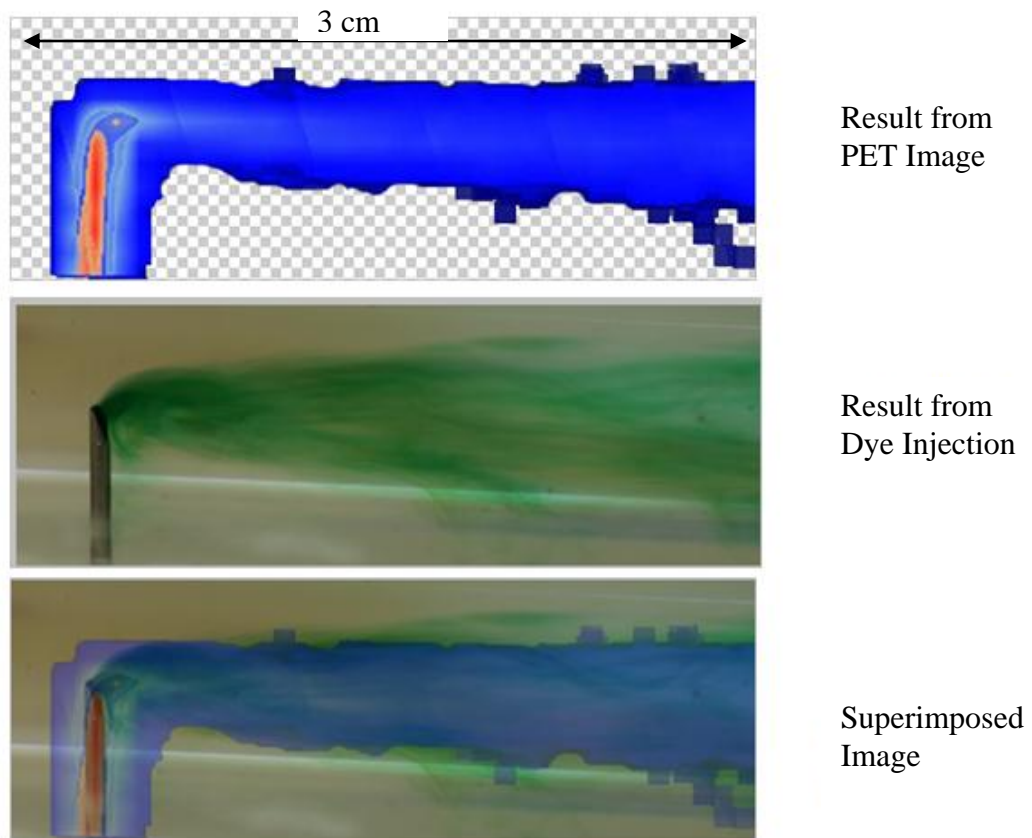 3 cm
Result from
PET Image
Result from
Dye Injection
Superimposed
Image